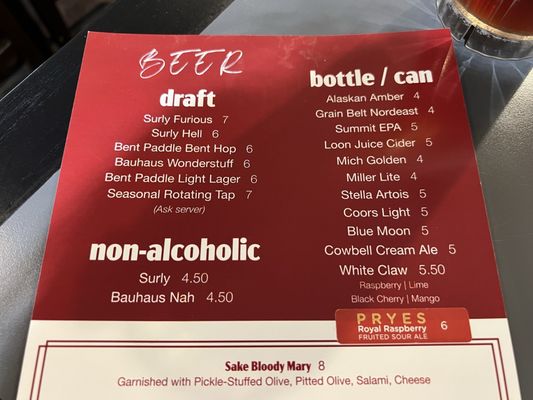 BEER
draft
Surly Furious 7
Surly Hell 6
Bent Paddle Bent Hop 6
Bauhaus Wonderstuff 6
Bent Paddle Light Lager 6
Seasonal Rotating Tap 7
(Ask server)
non-alcoholic
Surly 4.50
Bauhaus Nah 4.50
bottle / can
Alaskan Amber 4
Grain Belt Nordeast 4
Summit EPA 5
Loon Juice Cider 5
Mich Golden 4
Miller Lite 4
Stella Artois 5
Coors Light 5
Blue Moon 5
Cowbell Cream Ale 5
White Claw 5.50
Raspberry | Lime
Black Cherry | Mango
PRYES
Royal Raspberry 6
FRUITED SOUR ALE
Sake Bloody Mary 8
Garnished with Pickle-Stuffed Olive, Pitted Olive, Salami, Cheese